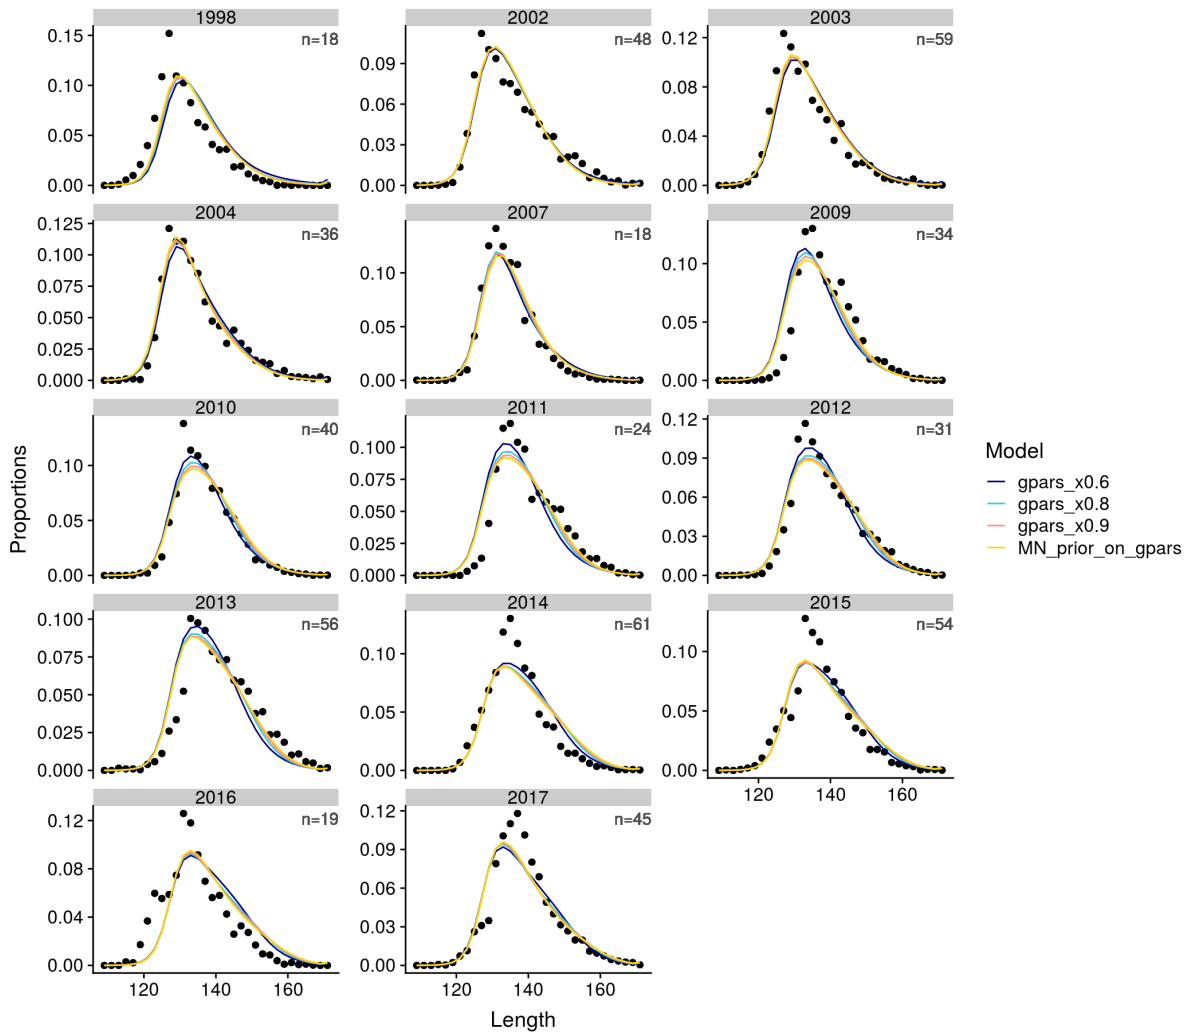 1998
n=18
0.15
0.10
0.05
0.00
2002
n=48
0.09
0.06
0.03
0.00
2003
n=59
0.12
0.08
0.04
0.00
2004
n=36
0.125
0.100
0.075
0.050
0.025
0.000
2007
n=18
0.10
0.05
0.00
2009
n=34
0.10
0.05
0.00
2010
n=40
0.10
0.05
0.00
2011
n=24
0.100
0.075
0.050
0.025
0.000
2012
n=31
0.12
0.09
0.06
0.03
0.00
2013
n=56
0.100
0.075
0.050
0.025
0.000
2014
n=61
0.10
0.05
0.00
2015
n=54
0.10
0.05
0.00
120 140 160
2016
n=19
0.12
0.08
0.04
0.00
120 140 160
2017
n=45
0.12
0.09
0.06
0.03
0.00
120 140 160
Proportions
Length
Model
gpars_x0.6
gpars_x0.8
gpars_x0.9
MN_prior_on_gpars